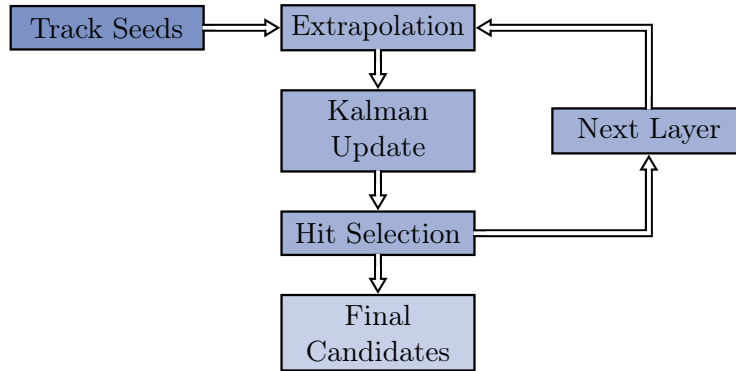 Track Seeds
Extrapolation
Kalman
Update
Next Layer
Hit Selection
Final
Candidates